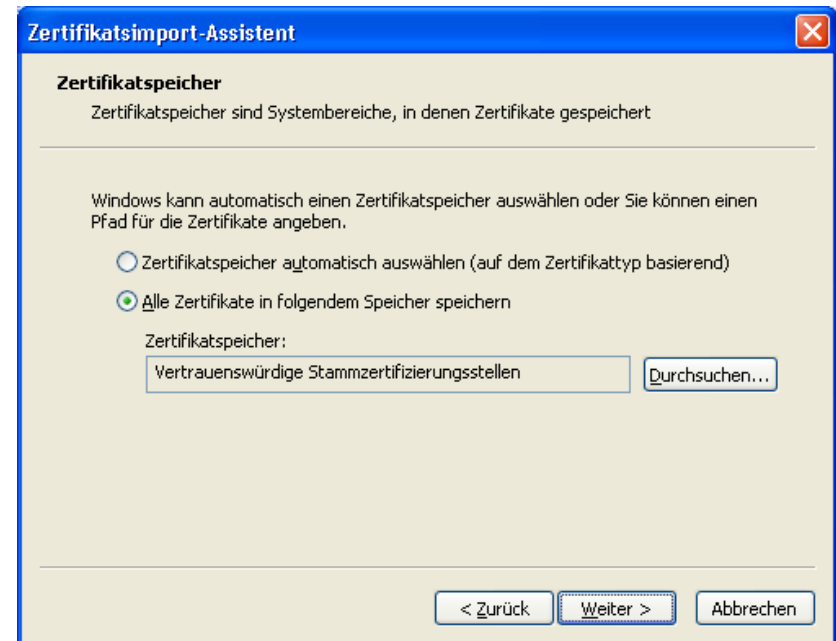 Zertifikatsimport-Assistent
Zertifikatspeicher
Zertifikatspeicher sind Systembereiche, in denen Zertifikate gespeichert
Windows kann automatisch einen Zertifikatspeicher auswählen oder Sie können einen
Pfad für die Zertifikate angeben.
Zertifikatspeicher automatisch auswählen (auf dem Zertifikattyp basierend)
Alle Zertifikate in folgendem Speicher speichern
Zertifikatspeicher:
Vertrauenswürdige Stammzertifizierungsstellen
Durchsuchen...
< Zurück
Weiter >
Abbrechen